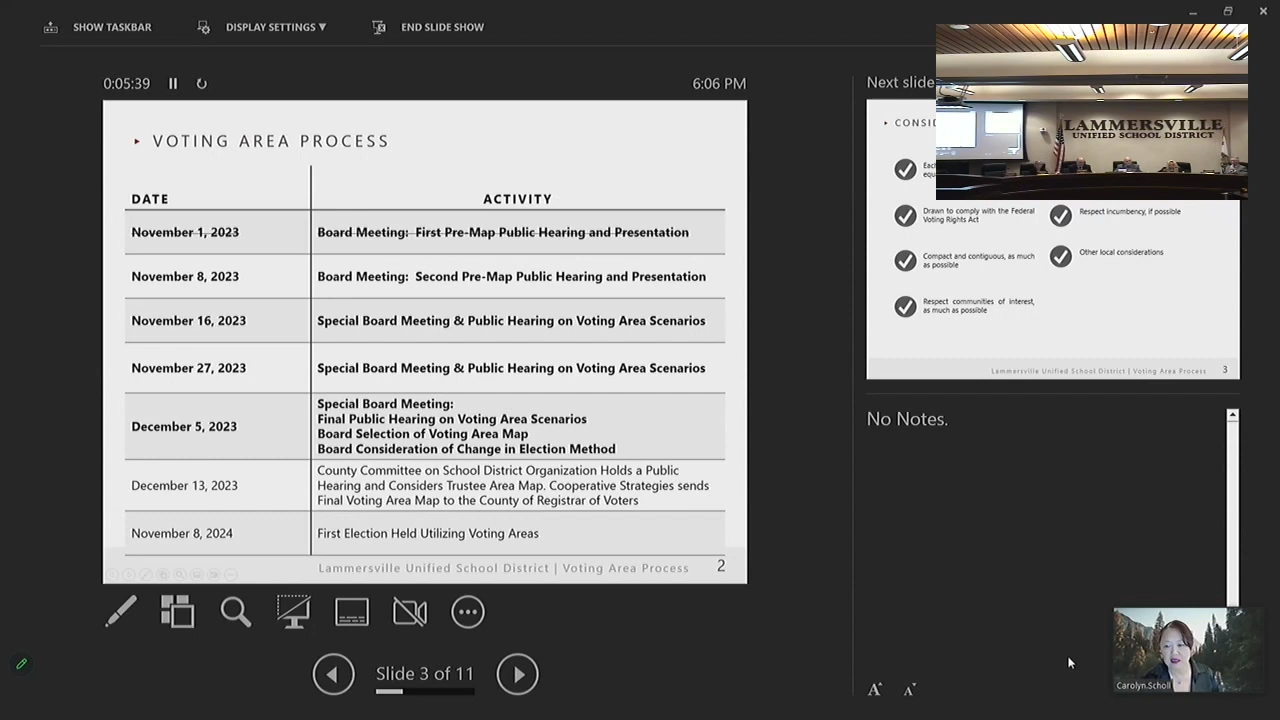 SHOW TASKBAR
DISPLAY SETTINGS ▼
END SLIDE SHOW
0:05:39
6:06 PM
VOTING AREA PROCESS
DATE
ACTIVITY
November 1, 2023
Board Meeting: First Pre-Map Public Hearing and Presentation
November 8, 2023
Board Meeting: Second Pre-Map Public Hearing and Presentation
November 16, 2023
Special Board Meeting & Public Hearing on Voting Area Scenarios
November 27, 2023
Special Board Meeting & Public Hearing on Voting Area Scenarios
December 5, 2023
Special Board Meeting:
Final Public Hearing on Voting Area Scenarios
Board Selection of Voting Area Map
Board Consideration of Change in Election Method
December 13, 2023
County Committee on School District Organization Holds a Public
Hearing and Considers Trustee Area Map. Cooperative Strategies sends
Final Voting Area Map to the County of Registrar of Voters
November 8, 2024
First Election Held Utilizing Voting Areas
Lammersville Unified School District | Voting Area Process
2
Slide 3 of 11
Next slide
LAMMERSVILLE
UNIFIED SCHOOL DISTRICT
Drawn to comply with the Federal
Voting Rights Act
Compact and contiguous, as much
as possible
Respect communities of interest,
as much as possible
Respect incumbency, if possible
Other local considerations
Lammersville Unified School District | Voting Area Process
3
No Notes.
A A
Carolyn.Scholl